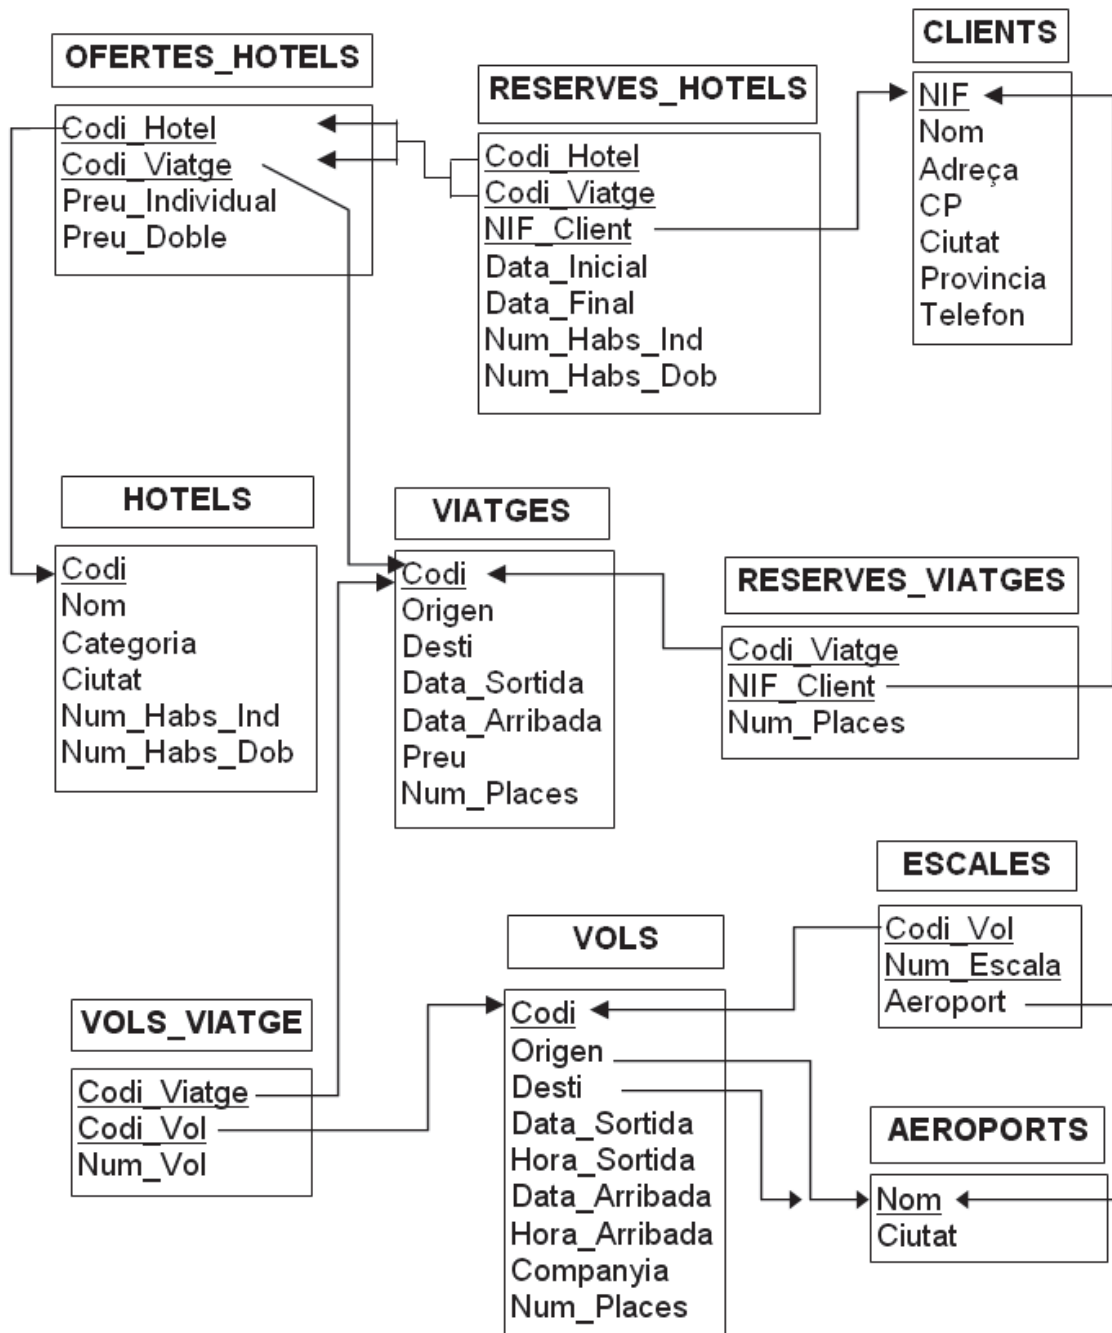 OFERTES_HOTELS
Codi_Hotel
Codi_Viatge
Preu_Individual
Preu_Doble
RESERVES_HOTELS
Codi_Hotel
Codi_Viatge
NIF_Client
Data_Inicial
Data_Final
Num_Habs_Ind
Num_Habs_Dob
CLIENTS
NIF
Nom
Adreça
CP
Ciutat
Provincia
Telefon
HOTELS
Codi
Nom
Categoria
Ciutat
Num_Habs_Ind
Num_Habs_Dob
VIATGES
Codi
Origen
Desti
Data_Sortida
Data_Arribada
Preu
Num_Places
RESERVES_VIATGES
Codi_Viatge
NIF_Client
Num_Places
VOLS_VIATGE
Codi_Viatge
Codi_Vol
Num_Vol
VOLS
Codi
Origen
Desti
Data_Sortida
Hora_Sortida
Data_Arribada
Hora_Arribada
Companyia
Num_Places
ESCALES
Codi_Vol
Num_Escala
Aeroport
AEROPORTS
Nom
Ciutat